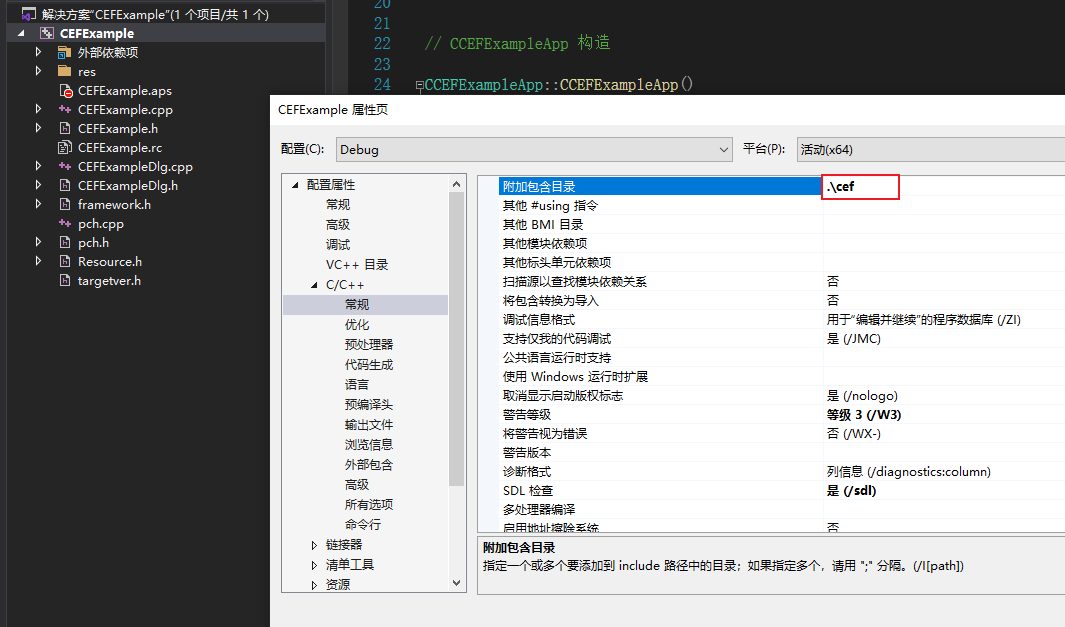 解决方案"CEFExample"(1 个项目/共 1 个)
CEFExample
外部依赖项
res
CEFExample.aps
CEFExample.cpp
CEFExample.h
CEFExample.rc
CEFExampleDlg.cpp
CEFExampleDlg.h
framework.h
pch.cpp
pch.h
Resource.h
targetver.h
20
21
22 // CCEFExampleApp 构造
23
24 CCEFExampleApp::CCEFExampleApp()
CEFExample 属性页
配置(C): Debug 平台(P): 活动(x64)
配置属性
常规
高级
调试
VC++ 目录
C/C++
常规
优化
预处理器
代码生成
语言
预编译头
输出文件
浏览信息
外部包含
高级
所有选项
命令行
链接器
清单工具
资源
附加包含目录 .\cef
其他 #using 指令
其他 BMI 目录
其他模块依赖项
其他标头单元依赖项
扫描源以查找模块依赖关系 否
将包含转换为导入 否
调试信息格式 用于"编辑并继续"的程序数据库 (/ZI)
支持仅我的代码调试 是 (/JMC)
公共语言运行时支持
使用 Windows 运行时扩展
取消显示启动版权标志 是 (/nologo)
警告等级 等级 3 (/W3)
将警告视为错误 否 (/WX-)
警告版本
诊断格式 列信息 (/diagnostics:column)
SDL 检查 是 (/sdl)
多处理器编译
启用地址擦除系统 否
附加包含目录
指定一个或多个要添加到 include 路径中的目录；如果指定多个，请用 ";" 分隔。(/I[path])